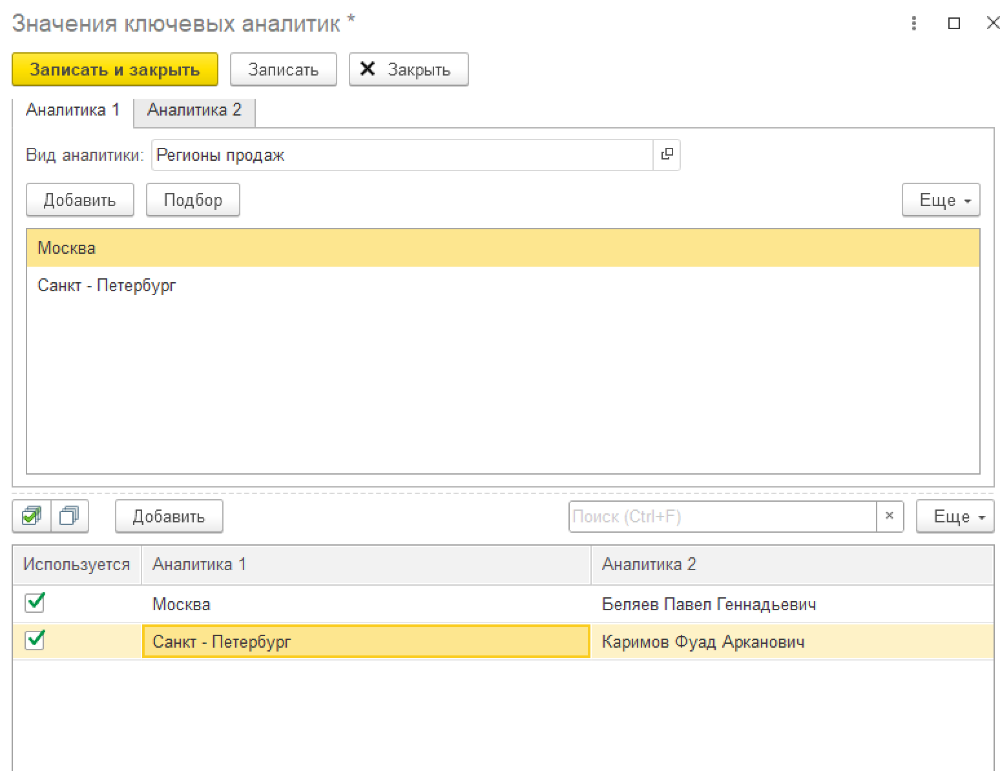 Значения ключевых аналитик *
Записать и закрыть Записать Закрыть
Аналитика 1 Аналитика 2
Вид аналитики: Регионы продаж
Добавить Подбор Еще
Москва
Санкт - Петербург
Добавить Поиск (Ctrl+F) × Еще
Используется Аналитика 1 Аналитика 2
Москва Беляев Павел Геннадьевич
Санкт - Петербург Каримов Фуад Арканович